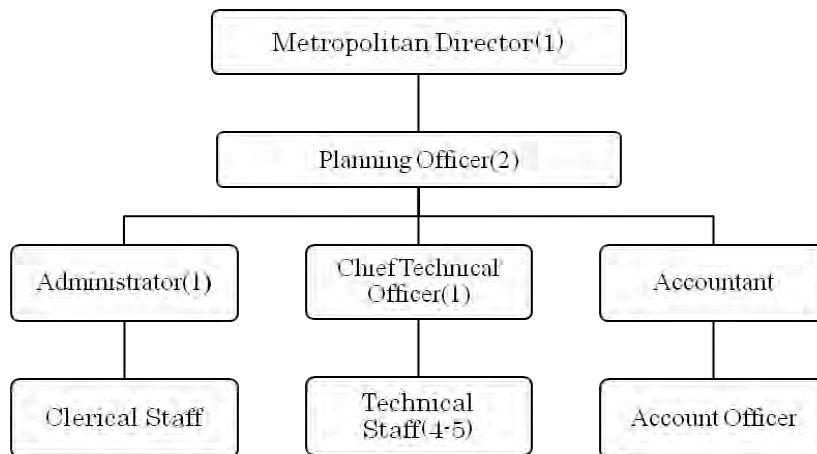 Metropolitan Director(1)
Planning Officer(2)
Administrator(1)
Chief Technical
Officer(1)
Accountant
Clerical Staff
Technical
Staff(4-5)
Account Officer